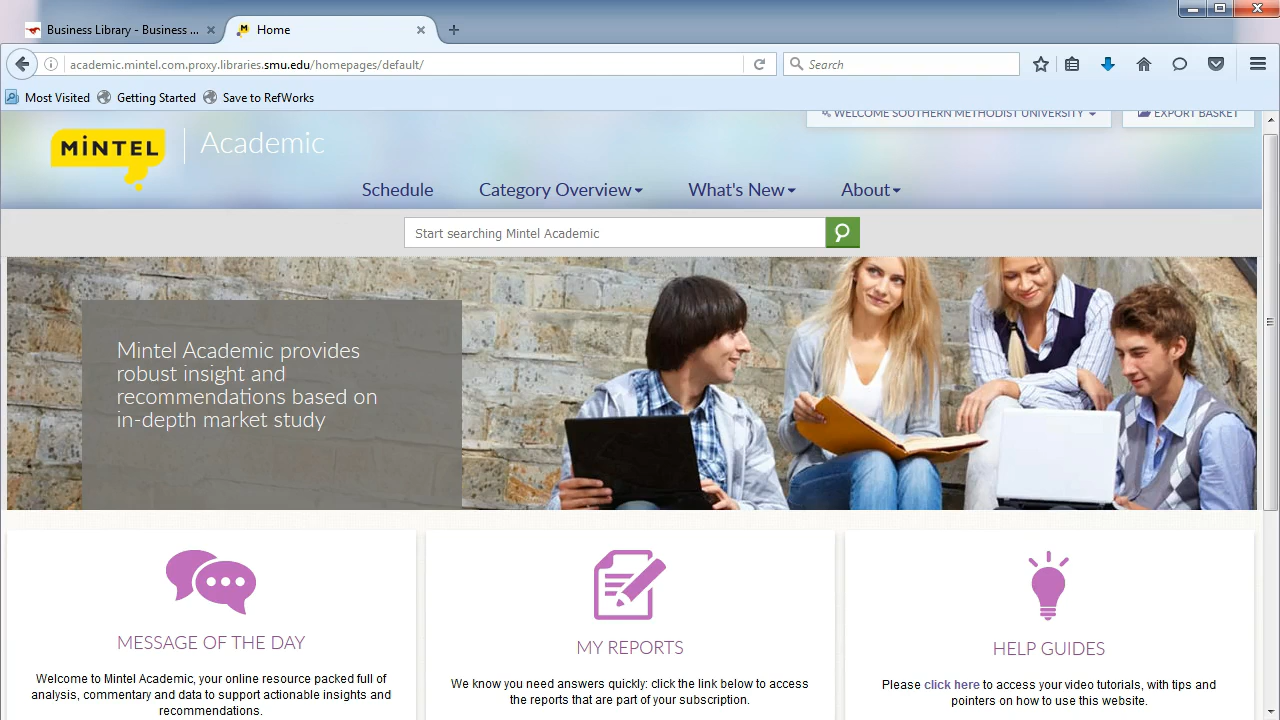 Business Library - Business ...
Home
academic.mintel.com.proxy.libraries.smu.edu/homepages/default/
Search
Most Visited
Getting Started
Save to RefWorks
WELCOME SOUTHERN METHODIST UNIVERSITY
EXPORT BASKET
MINTEL
Academic
Schedule
Category Overview
What's New
About
Start searching Mintel Academic
Mintel Academic provides
robust insight and
recommendations based on
in-depth market study
MESSAGE OF THE DAY
Welcome to Mintel Academic, your online resource packed full of
analysis, commentary and data to support actionable insights and
recommendations.
MY REPORTS
We know you need answers quickly: click the link below to access
the reports that are part of your subscription.
HELP GUIDES
Please click here to access your video tutorials, with tips and
pointers on how to use this website.